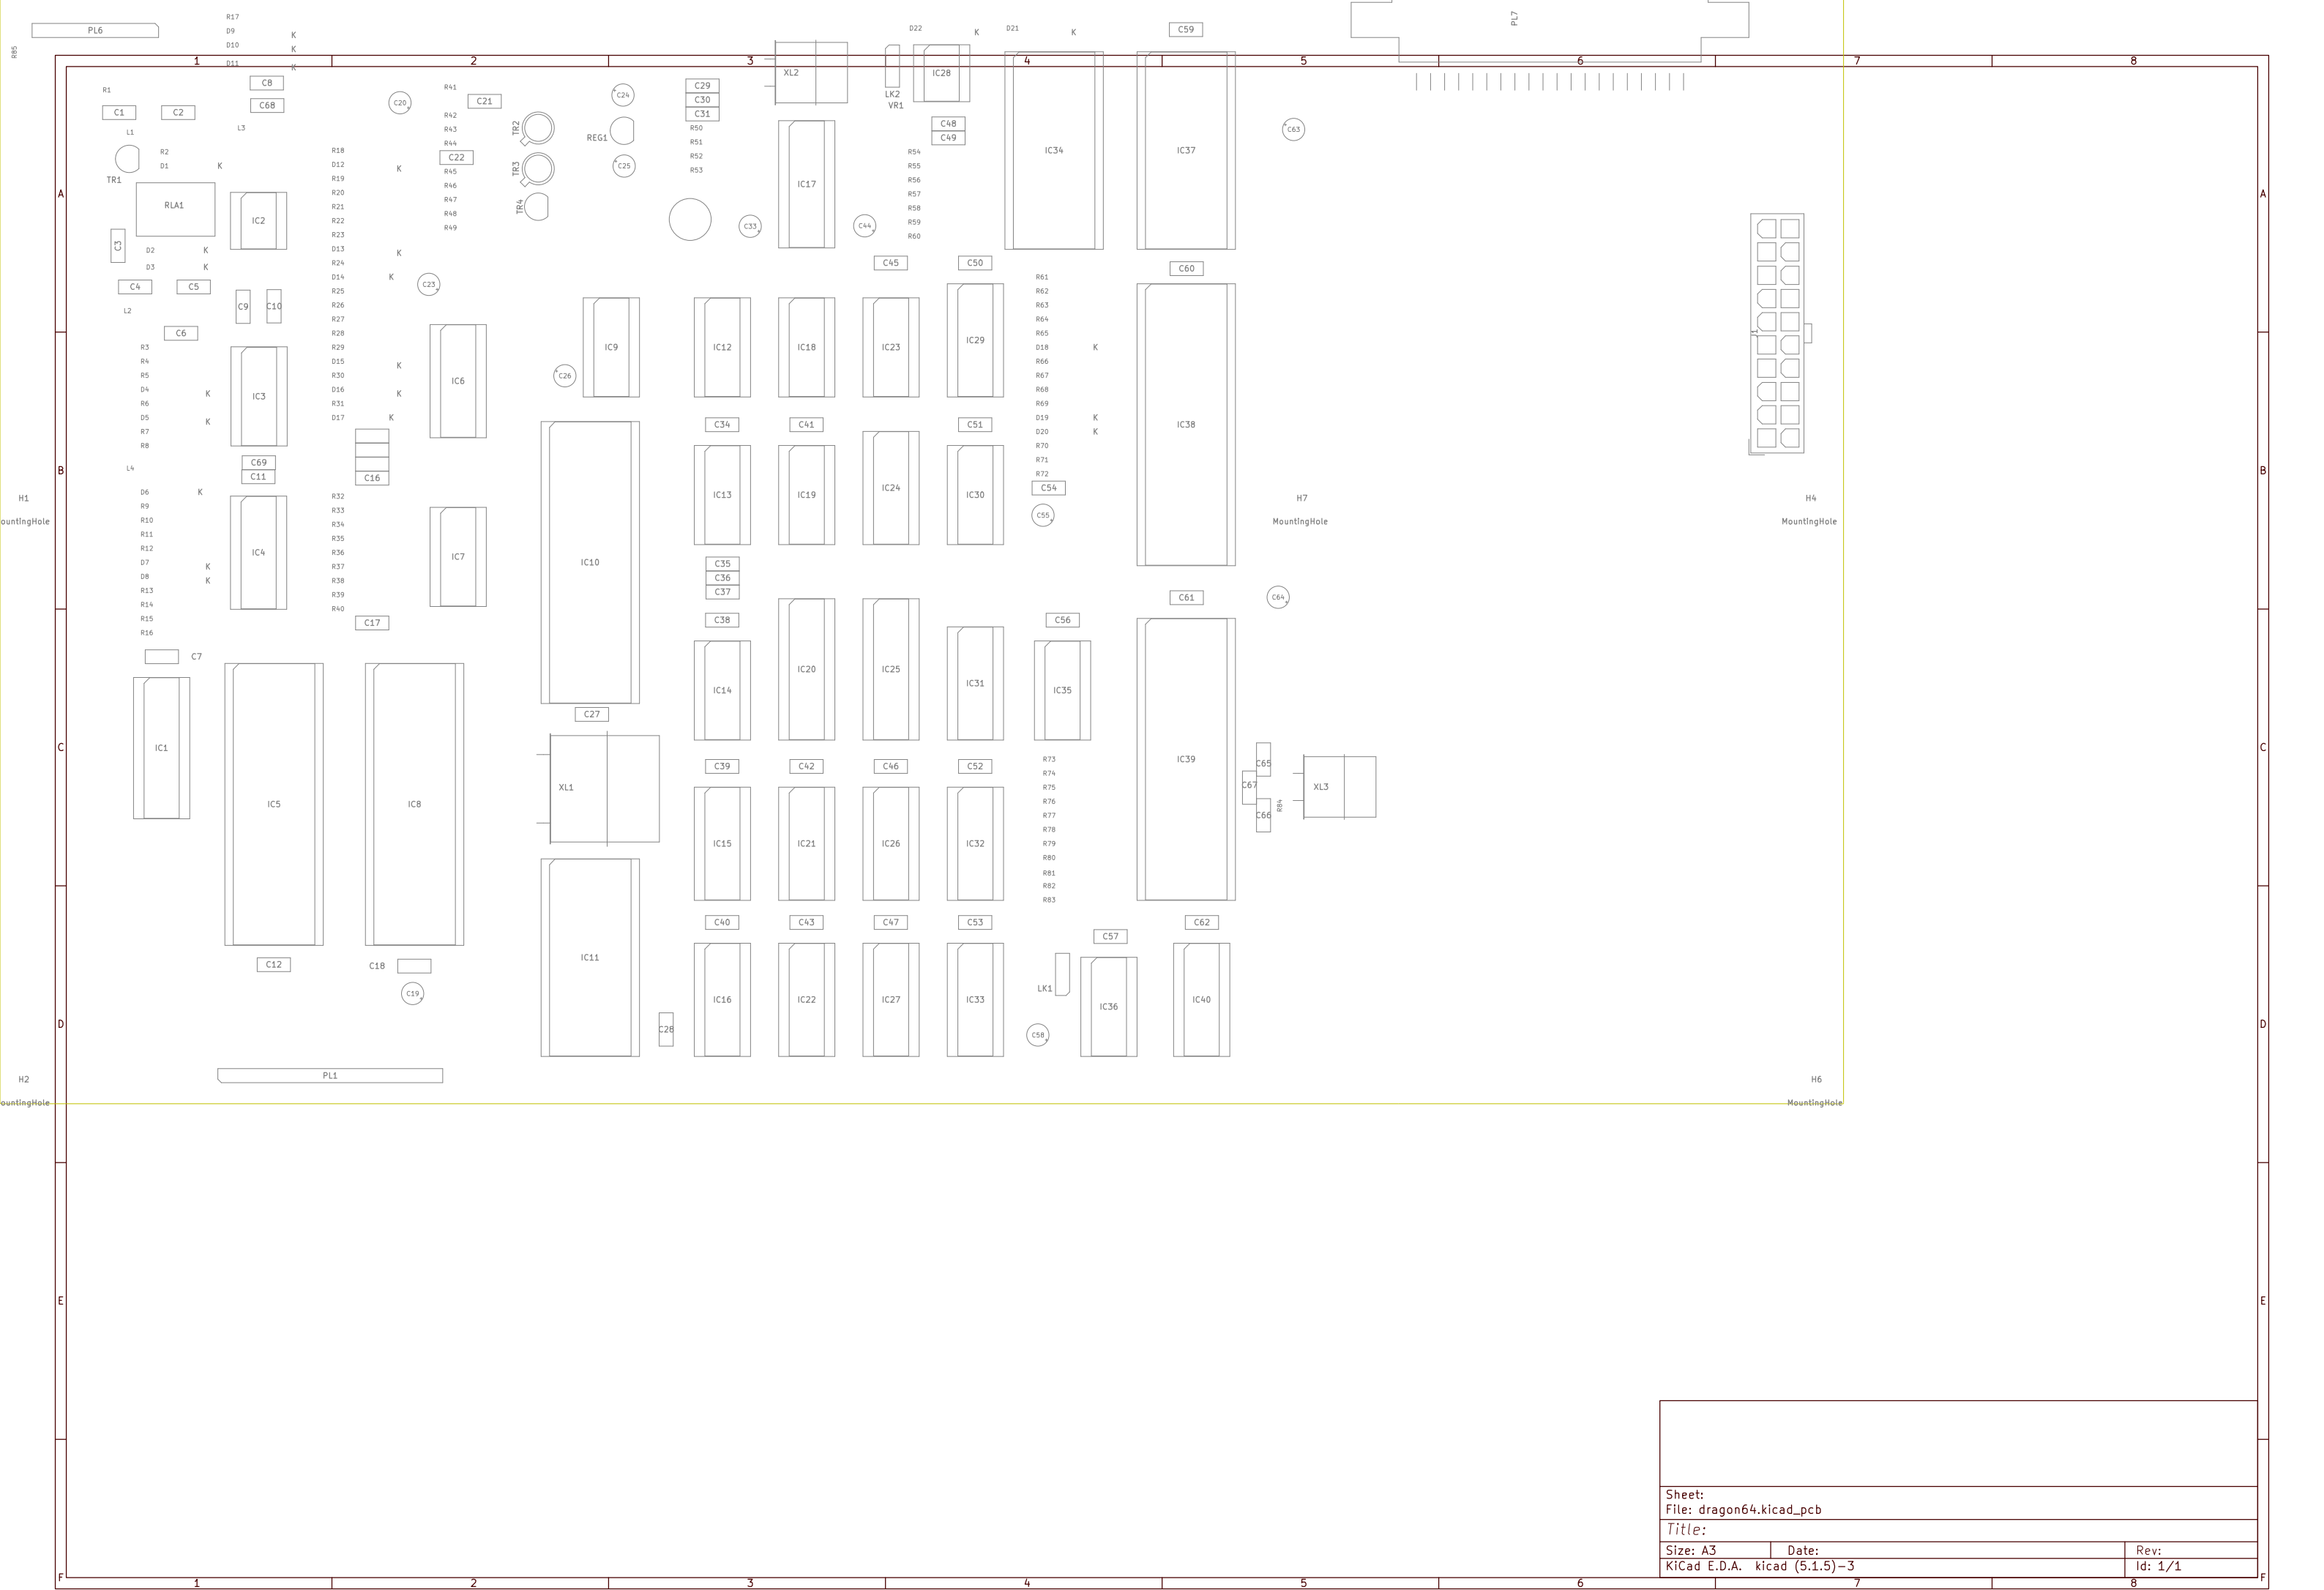 R17
PL6
D9
D10
K
K
D11
K
R85
D22
K
D21
K
C59
PL7
1
2
3
4
5
6
7
8
R1
C8
C68
C1
C2
L1
L3
R2
D1
K
TR1
RLA1
IC2
C3
D2
K
D3
K
C4
C5
C9
C10
L2
C6
R41
C20
C21
R42
R43
R44
C22
R45
R46
R47
R48
R49
R18
D12
K
R19
R20
R21
R22
R23
D13
K
R24
D14
K
R25
R26
R27
R28
R29
D15
K
R30
D16
K
R31
D17
K
C23
TR2
TR3
TR4
C24
REG1
C25
C29
C30
C31
R50
R51
R52
R53
XL2
LK2
VR1
IC28
C48
C49
IC17
C33
C44
R54
R55
R56
R57
R58
R59
R60
C45
C50
IC34
IC37
C63
C60
A
A
R3
R4
R5
D4
K
R6
D5
K
R7
R8
L4
IC3
C69
C11
IC6
C16
IC9
C26
IC12
IC18
IC23
IC29
R61
R62
R63
R64
R65
D18
K
R66
R67
R68
R69
D19
K
D20
K
R70
R71
R72
C54
C55
IC38
B
B
C34
C41
C51
H1
ountingHole
D6
K
R9
R10
R11
R12
D7
K
D8
K
R13
R14
R15
R16
IC4
R32
R33
R34
R35
R36
R37
R38
R39
R40
C17
IC7
IC10
IC13
IC19
IC24
IC30
H7
MountingHole
H4
MountingHole
C35
C36
C37
C38
C56
C61
C64
C7
IC1
IC5
IC8
C27
XL1
IC14
IC20
IC25
IC31
IC35
IC39
C
C
C39
C42
C46
C52
R73
R74
R75
R76
R77
R78
R79
R80
R81
R82
R83
C65
C67
C66
R84
XL3
IC15
IC21
IC26
IC32
C40
C43
C47
C53
C57
C62
C12
C18
C19
IC11
C28
IC16
IC22
IC27
IC33
LK1
C58
IC36
IC40
D
D
PL1
H2
ountingHole
H6
MountingHole
E
E
Sheet:
File: dragon64.kicad_pcb
Title:
Size: A3
Date:
Rev:
KiCad E.D.A. kicad (5.1.5)-3
Id: 1/1
F
F
1
2
3
4
5
6
7
8